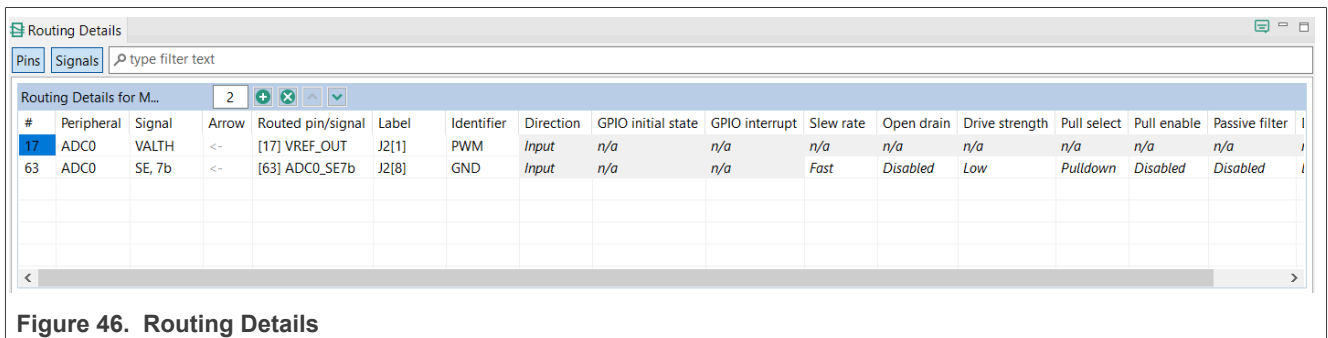 Routing Details
Pins Signals type filter text
Routing Details for M... 2
# Peripheral Signal Arrow Routed pin/signal Label Identifier Direction GPIO initial state GPIO interrupt Slew rate Open drain Drive strength Pull select Pull enable Passive filter
17 ADC0 VALTH <- [17] VREF_OUT J2[1] PWM Input n/a n/a n/a n/a n/a n/a n/a n/a
63 ADC0 SE, 7b <- [63] ADC0_SE7b J2[8] GND Input n/a n/a Fast Disabled Low Pulldown Disabled Disabled
Figure 46. Routing Details